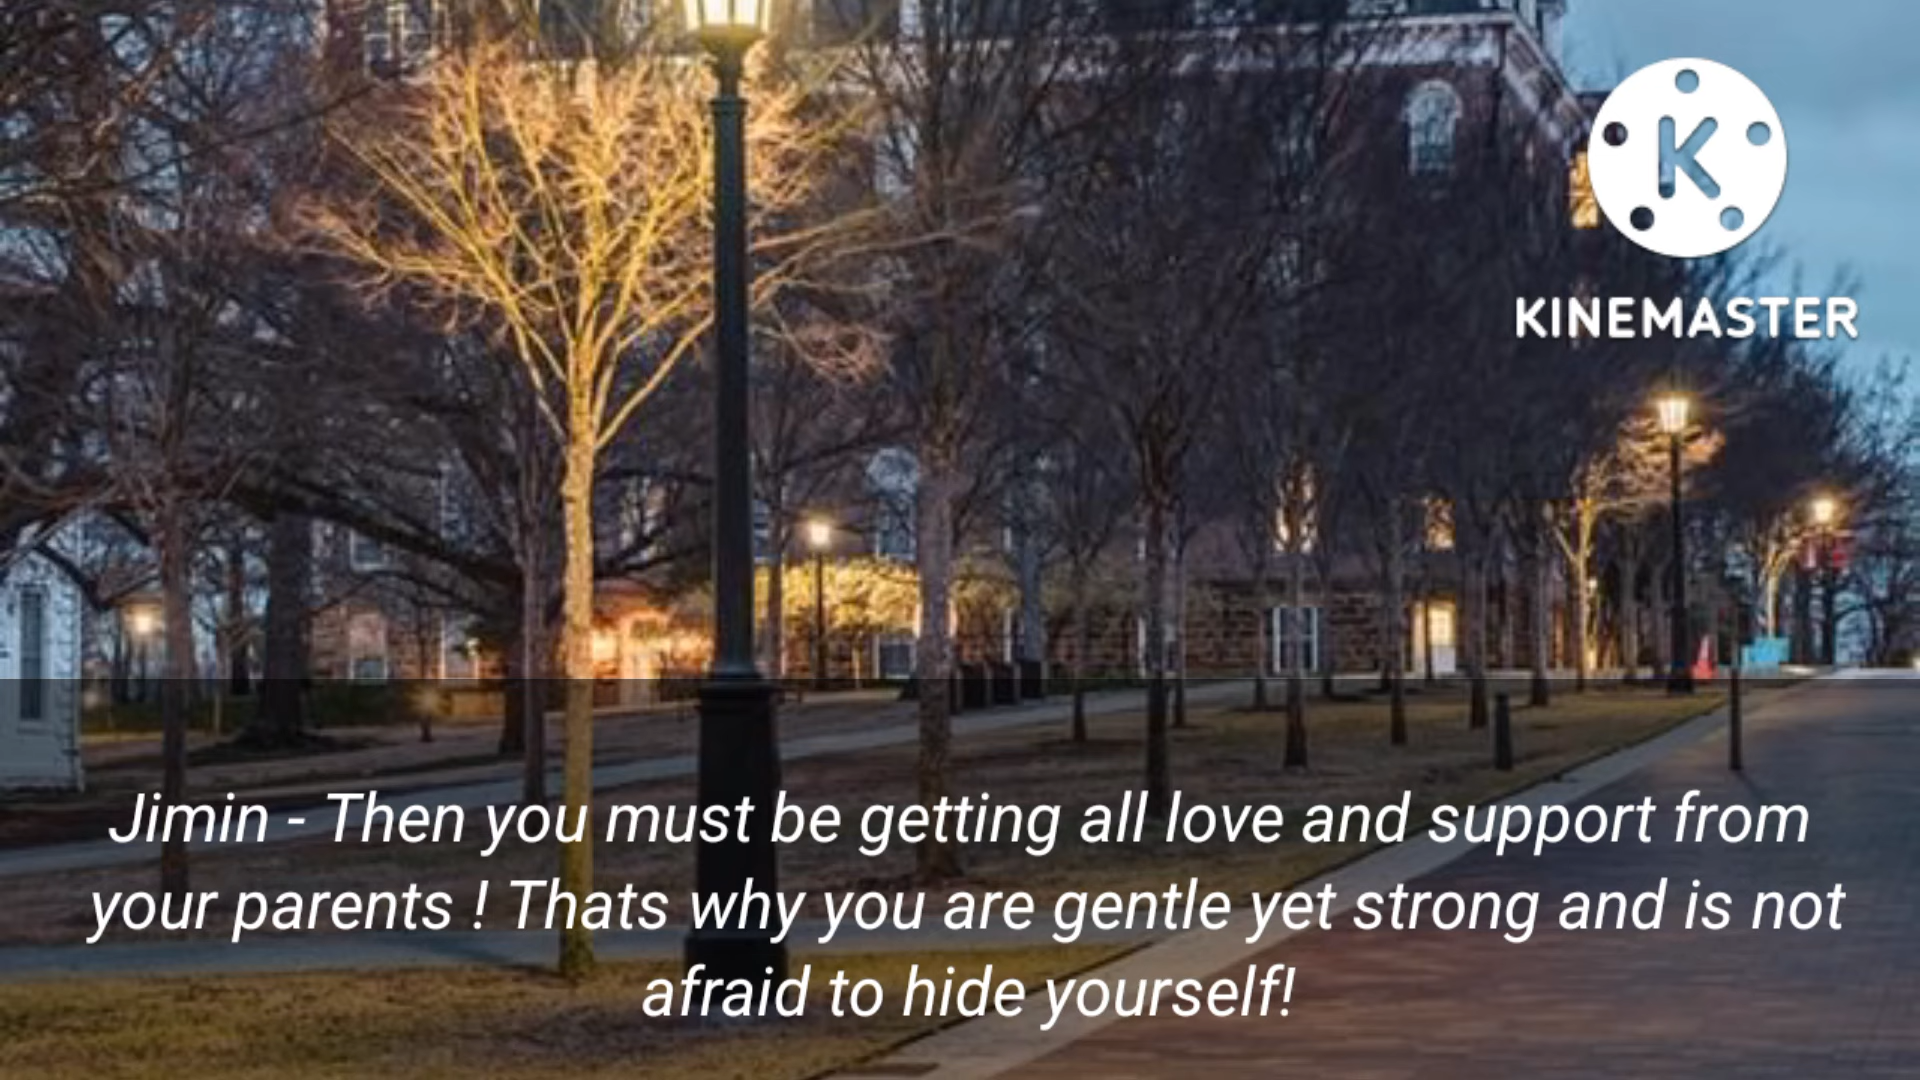 K
KINEMASTER
Jimin - Then you must be getting all love and support from
your parents ! Thats why you are gentle yet strong and is not
afraid to hide yourself!